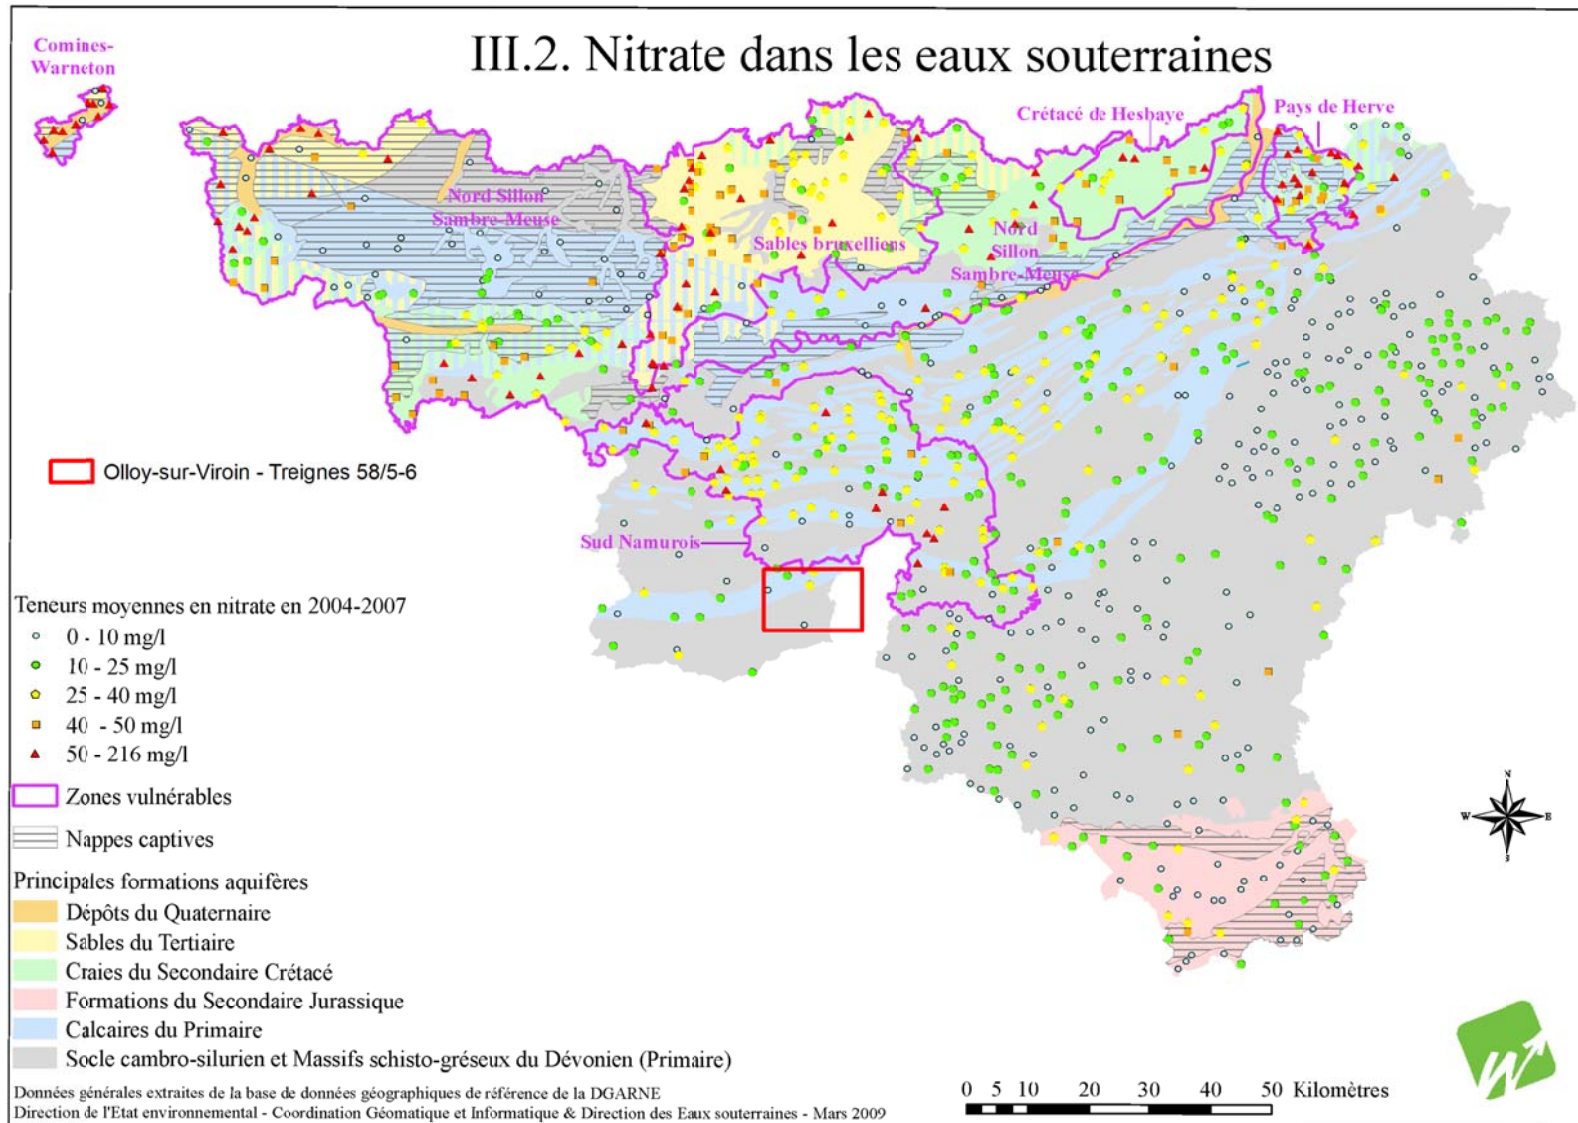 III.2. Nitrate dans les eaux souterraines
Comines-
Warneton
Crétacé de Hesbaye
Pays de Herve
Nord Sillon
Sambre-Meuse
Sables bruxelliens
Nord
Sillon
Sambre-Meuse
Olloy-sur-Viroin - Treignes 58/5-6
Sud Namurois
Teneurs moyennes en nitrate en 2004-2007
0 - 10 mg/l
10 - 25 mg/l
25 - 40 mg/l
40 - 50 mg/l
50 - 216 mg/l
Zones vulnérables
Nappes captives
Principales formations aquifères
Dépôts du Quaternaire
Sables du Tertiaire
Craies du Secondaire Crétacé
Formations du Secondaire Jurassique
Calcaires du Primaire
Socle cambro-silurien et Massifs schisto-gréseux du Dévonien (Primaire)
N
W
E
S
Données générales extraites de la base de données géographiques de référence de la DGARNE
Direction de l'Etat environnemental - Coordination Géomatique et Informatique & Direction des Eaux souterraines - Mars 2009
0 5 10 20 30 40 50 Kilomètres
W